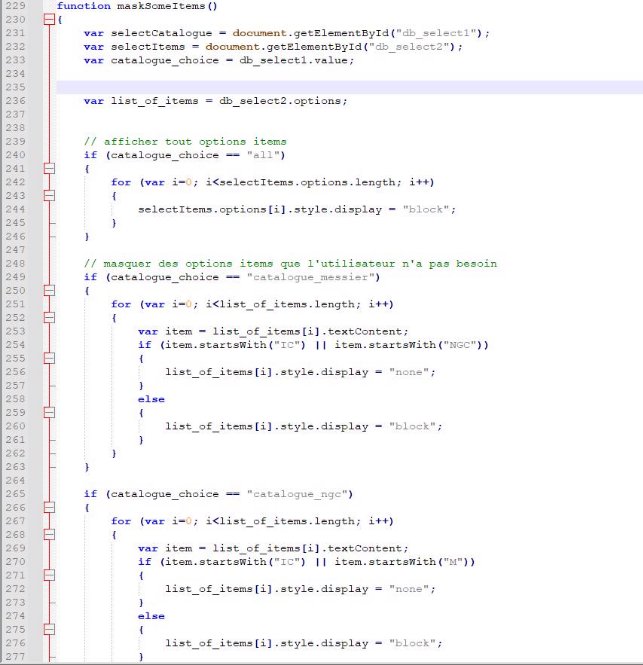 229 function maskSomeItems()
230 {
231 var selectCatalogue = document.getElementById("db_select1");
232 var selectItems = document.getElementById("db_select2");
233 var catalogue_choice = db_select1.value;
234
235
236 var list_of_items = db_select2.options;
237
238
239 // afficher tout options items
240 if (catalogue_choice == "all")
241 {
242 for (var i=0; i<selectItems.options.length; i++)
243 {
244 selectItems.options[i].style.display = "block";
245 }
246 }
247
248 // masquer des options items que l'utilisateur n'a pas besoin
249 if (catalogue_choice == "catalogue_messier")
250 {
251 for (var i=0; i<list_of_items.length; i++)
252 {
253 var item = list_of_items[i].textContent;
254 if (item.startsWith("IC") || item.startsWith("NGC"))
255 {
256 list_of_items[i].style.display = "none";
257 }
258 else
259 {
260 list_of_items[i].style.display = "block";
261 }
262 }
263 }
264
265 if (catalogue_choice == "catalogue_ngc")
266 {
267 for (var i=0; i<list_of_items.length; i++)
268 {
269 var item = list_of_items[i].textContent;
270 if (item.startsWith("IC") || item.startsWith("M"))
271 {
272 list_of_items[i].style.display = "none";
273 }
274 else
275 {
276 list_of_items[i].style.display = "block";
277 }